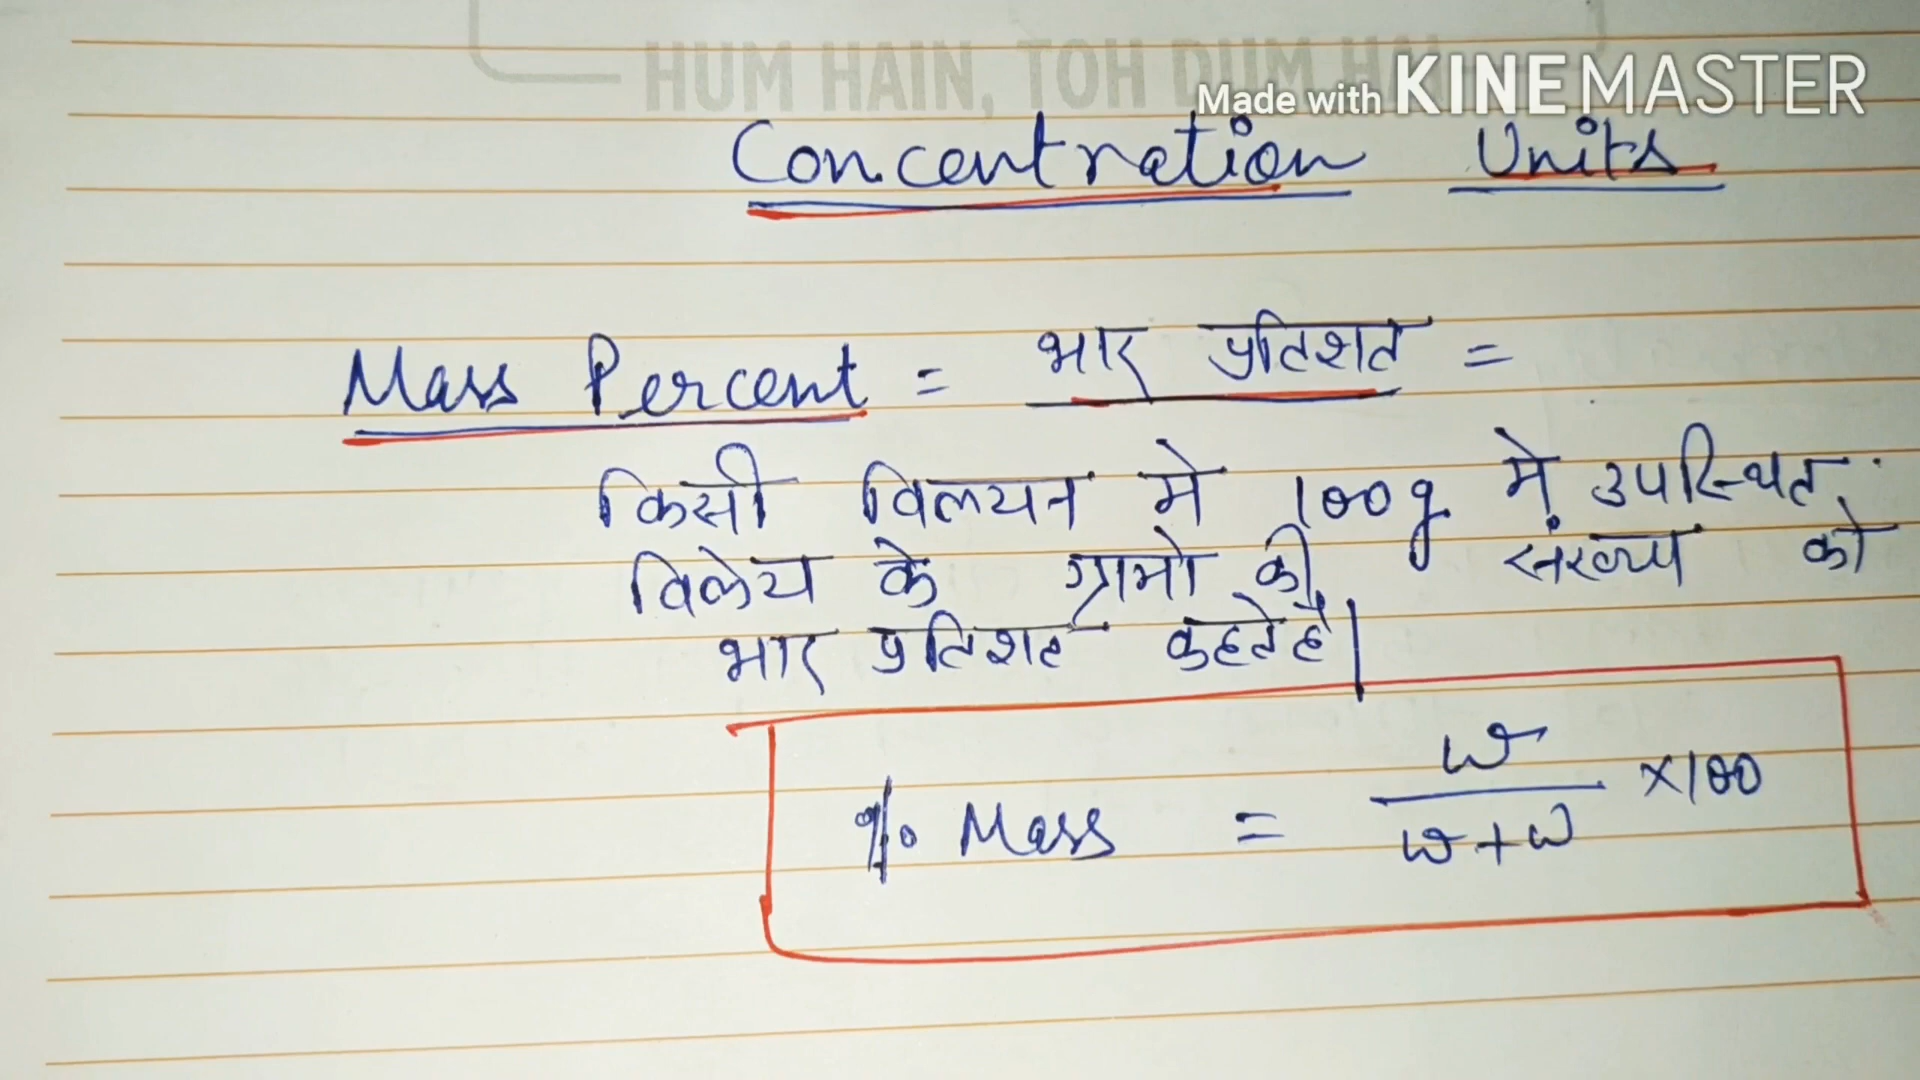 HUM HAIN, TOH DUM HAI
Made with KINEMASTER
Concentration Units
Mass Percent = भार प्रतिशत =
किसी विलयन मे 100g में उपस्थित
विलेय के ग्रामो की संख्या को
भार प्रतिशत कहते है|
% Mass = w/(w+W) ×100